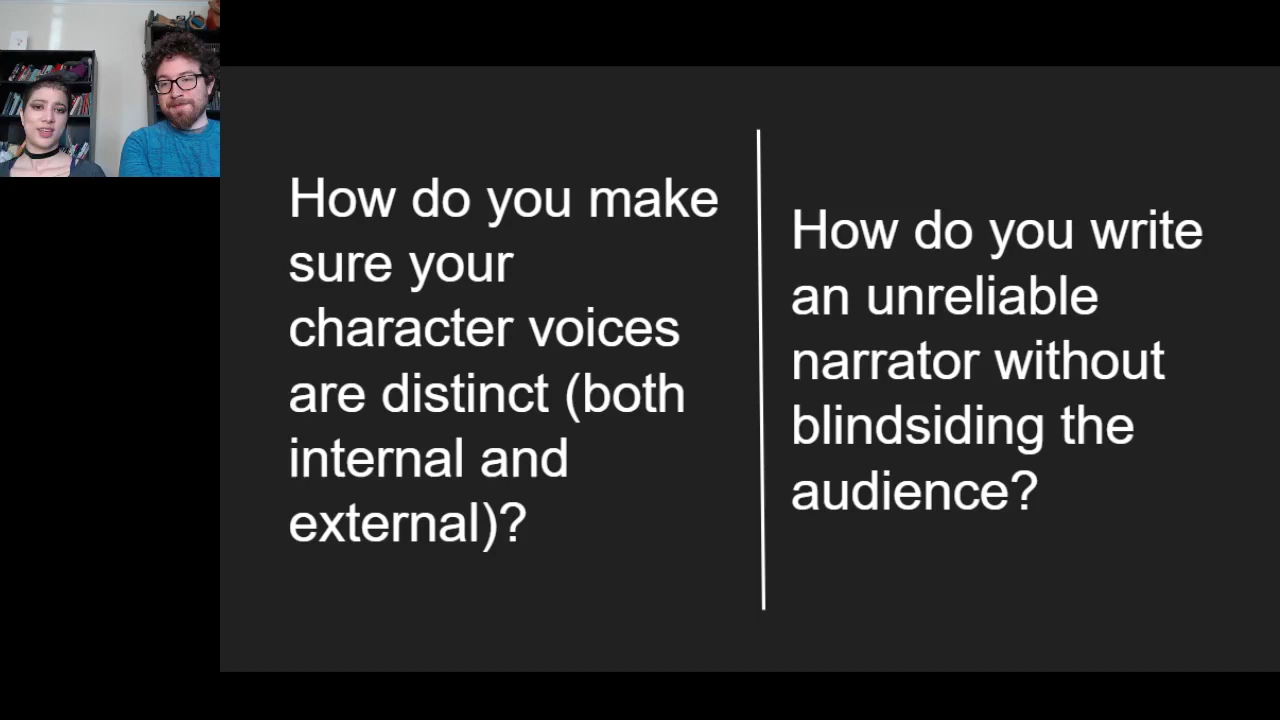 How do you make
sure your
character voices
are distinct (both
internal and
external)?
How do you write
an unreliable
narrator without
blindsiding the
audience?